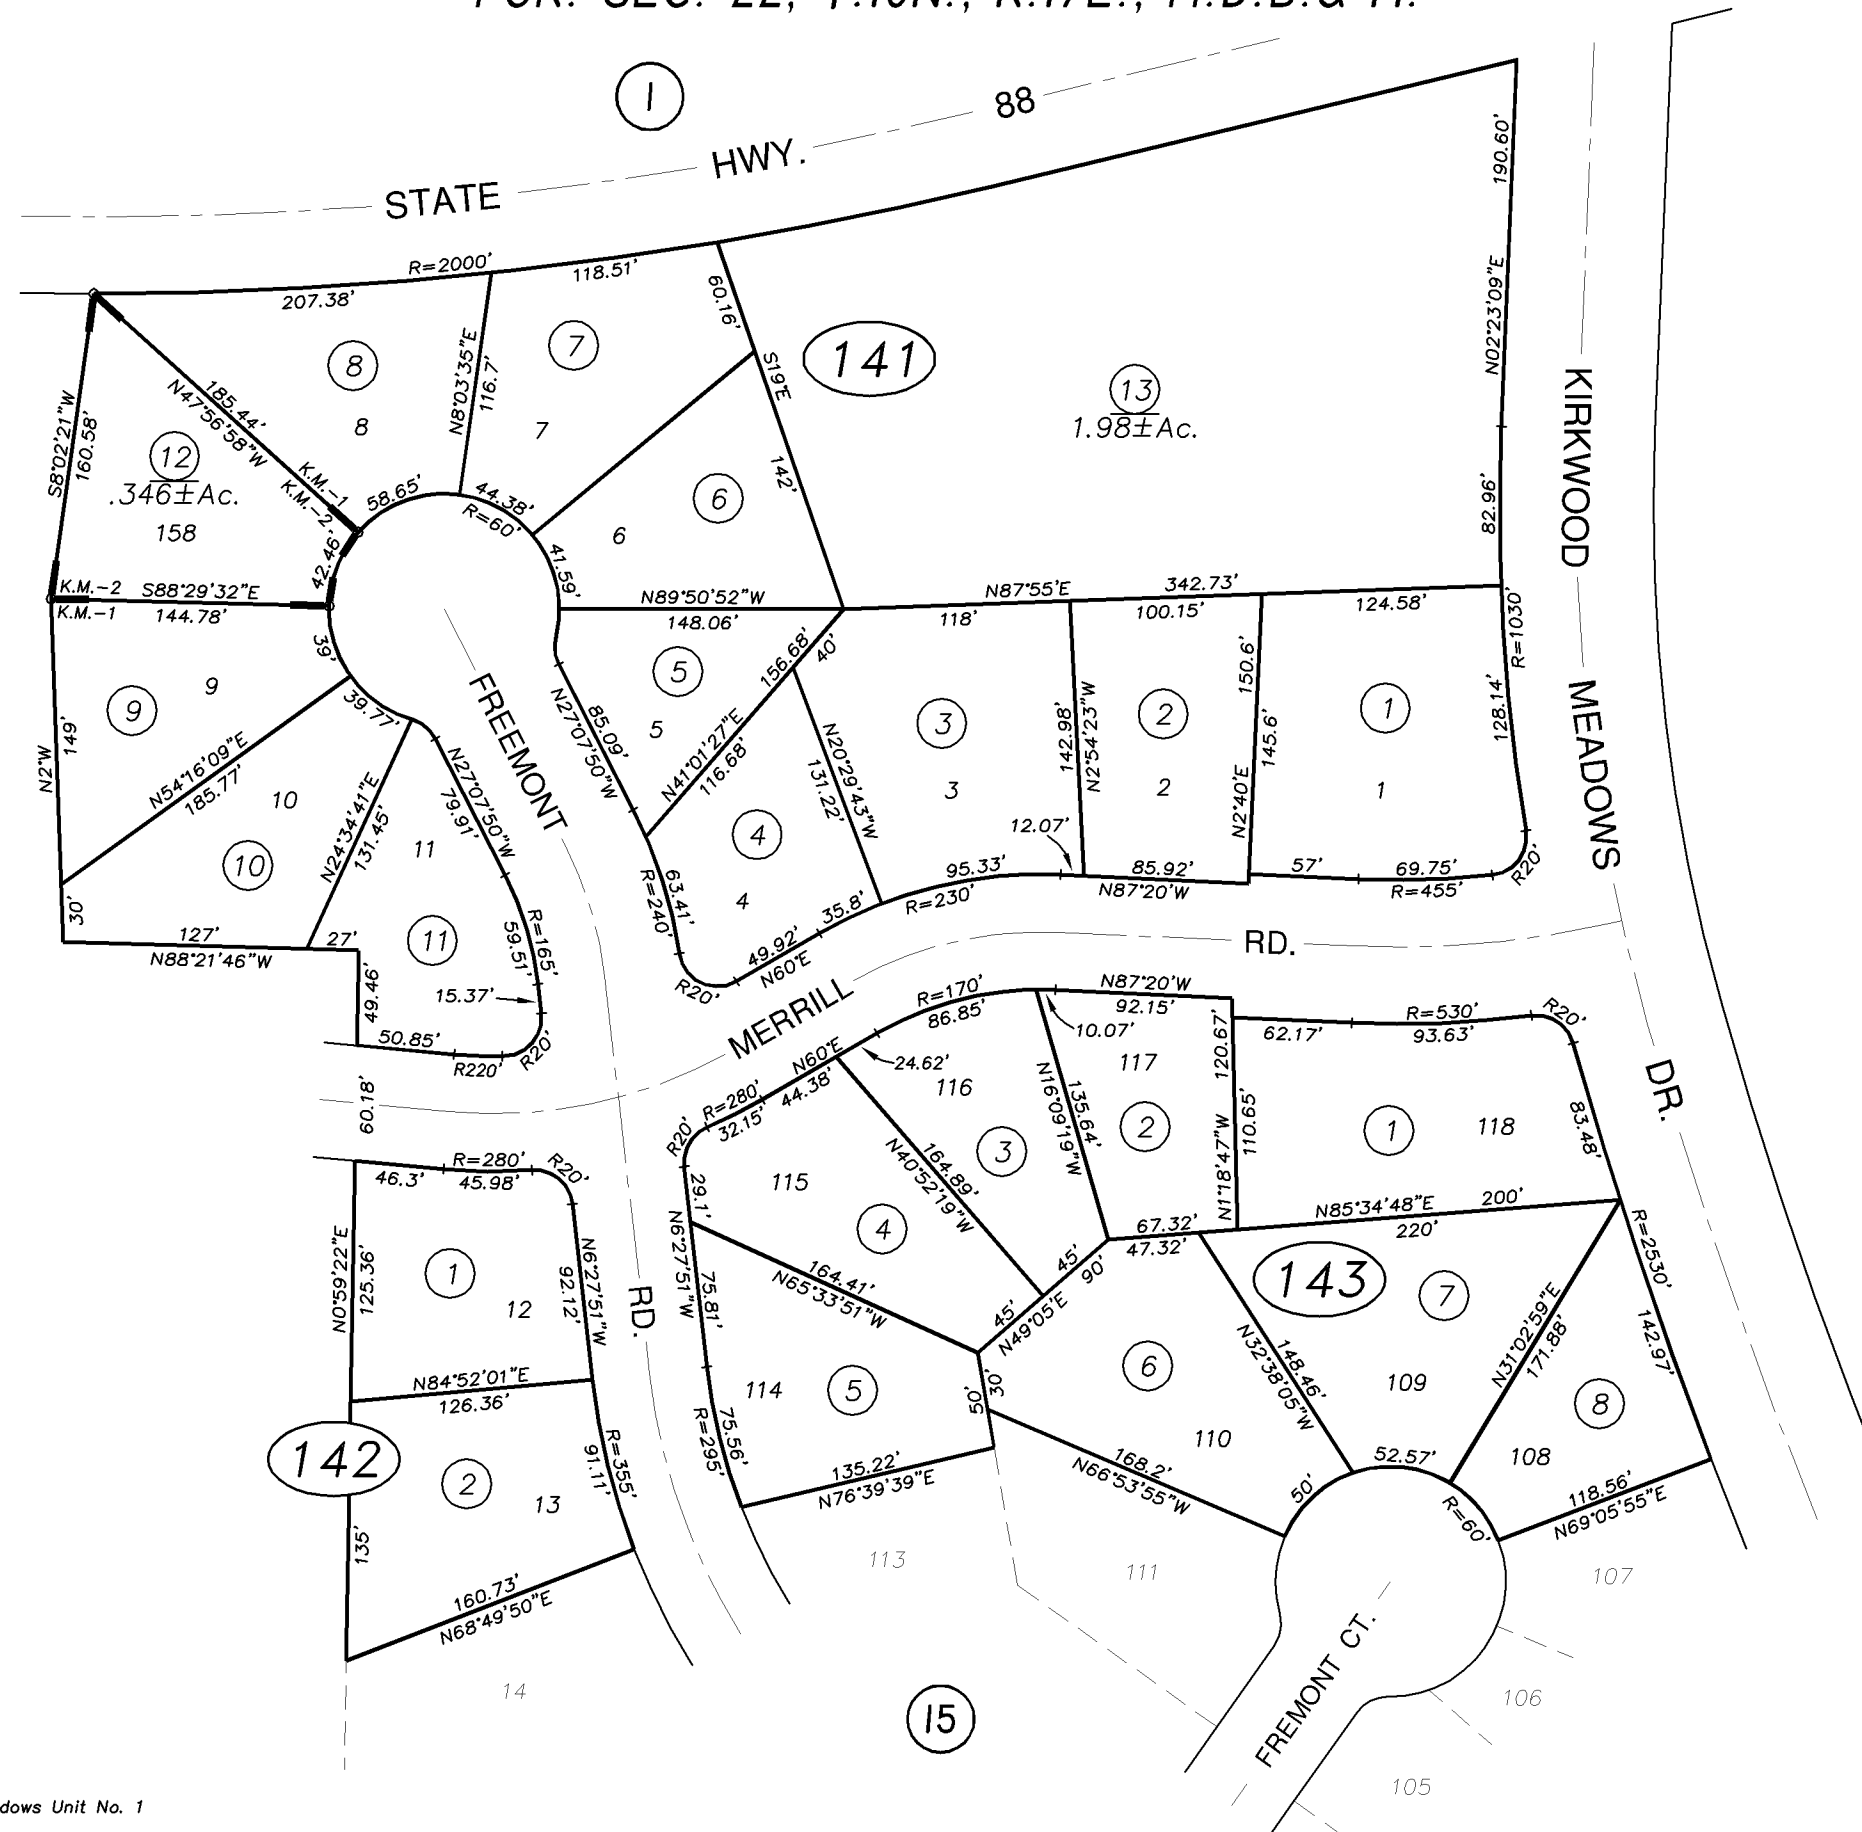 POR. SEC. 22, T.10N., R.17E., M.D.B.& M.
1
STATE HWY. 88
R=2000'
207.38'
118.51'
60.16'
S19°E
142'
141
13
1.98±Ac.
190.60'
N02°23'09"E
82.96'
KIRKWOOD MEADOWS DR.
S8°02'21"W
160.58'
185.44'
N47°56'58"W
K.M.-1
K.M.-2
12
.346±Ac.
158
8
8
N8°03'35"E
116.7'
7
7
6
6
58.65'
44.38'
R=60'
41.59'
42.46'
K.M.-2
S88°29'32"E
K.M.-1
144.78'
39'
39.77'
9
9
N2°W
149'
N54°16'09"E
185.77'
10
10
30'
N24°34'41"E
131.45'
127'
N88°21'46"W
27'
49.46'
11
11
N27°07'50"W
79.91'
R=165'
59.51'
15.37'
R20'
50.85'
R220'
60.18'
FREEMONT RD.
N89°50'52"W
148.06'
5
5
156.68'
40'
N41°01'27"E
116.68'
85.09'
N27°07'50"W
4
4
63.41'
R=240'
R20'
49.92'
N60°E
35.8'
N20°29'43"W
131.22'
3
3
N87°55'E
342.73'
118'
100.15'
124.58'
142.98'
N2°54'23"W
2
2
150.6'
N2°40'E
145.6'
1
1
R=1030'
128.14'
R20'
12.07'
95.33'
R=230'
85.92'
N87°20'W
57'
69.75'
R=455'
MERRILL RD.
R=170'
86.85'
N87°20'W
92.15'
10.07'
24.62'
N60°E
44.38'
R=280'
32.15'
R20'
29.1'
115
4
116
3
117
2
N40°52'19"W
164.89'
N16°09'19"W
135.64'
120.67'
N1°18'47"W
110.65'
62.17'
R=530'
93.63'
R20'
83.48'
1
118
N85°34'48"E
200'
220'
67.32'
47.32'
45'
90'
45'
N49°05'E
N6°27'51"W
75.81'
164.41'
N65°33'51"W
114
5
R=295'
75.56'
135.22'
N76°39'39"E
50'
30'
143
6
110
N32°38'05"W
148.46'
7
109
N31°02'59"E
171.88'
R=2530'
142.97'
8
108
118.56'
N69°05'55"E
168.2'
N66°53'55"W
50'
52.57'
R=60'
46.3'
R=280'
45.98'
R20'
N0°59'22"E
125.36'
1
12
N6°27'51"W
92.12'
N84°52'01"E
126.36'
142
2
13
R=355'
91.11'
135'
160.73'
N68°49'50"E
14
113
111
107
106
105
FREMONT CT.
15
dows Unit No. 1